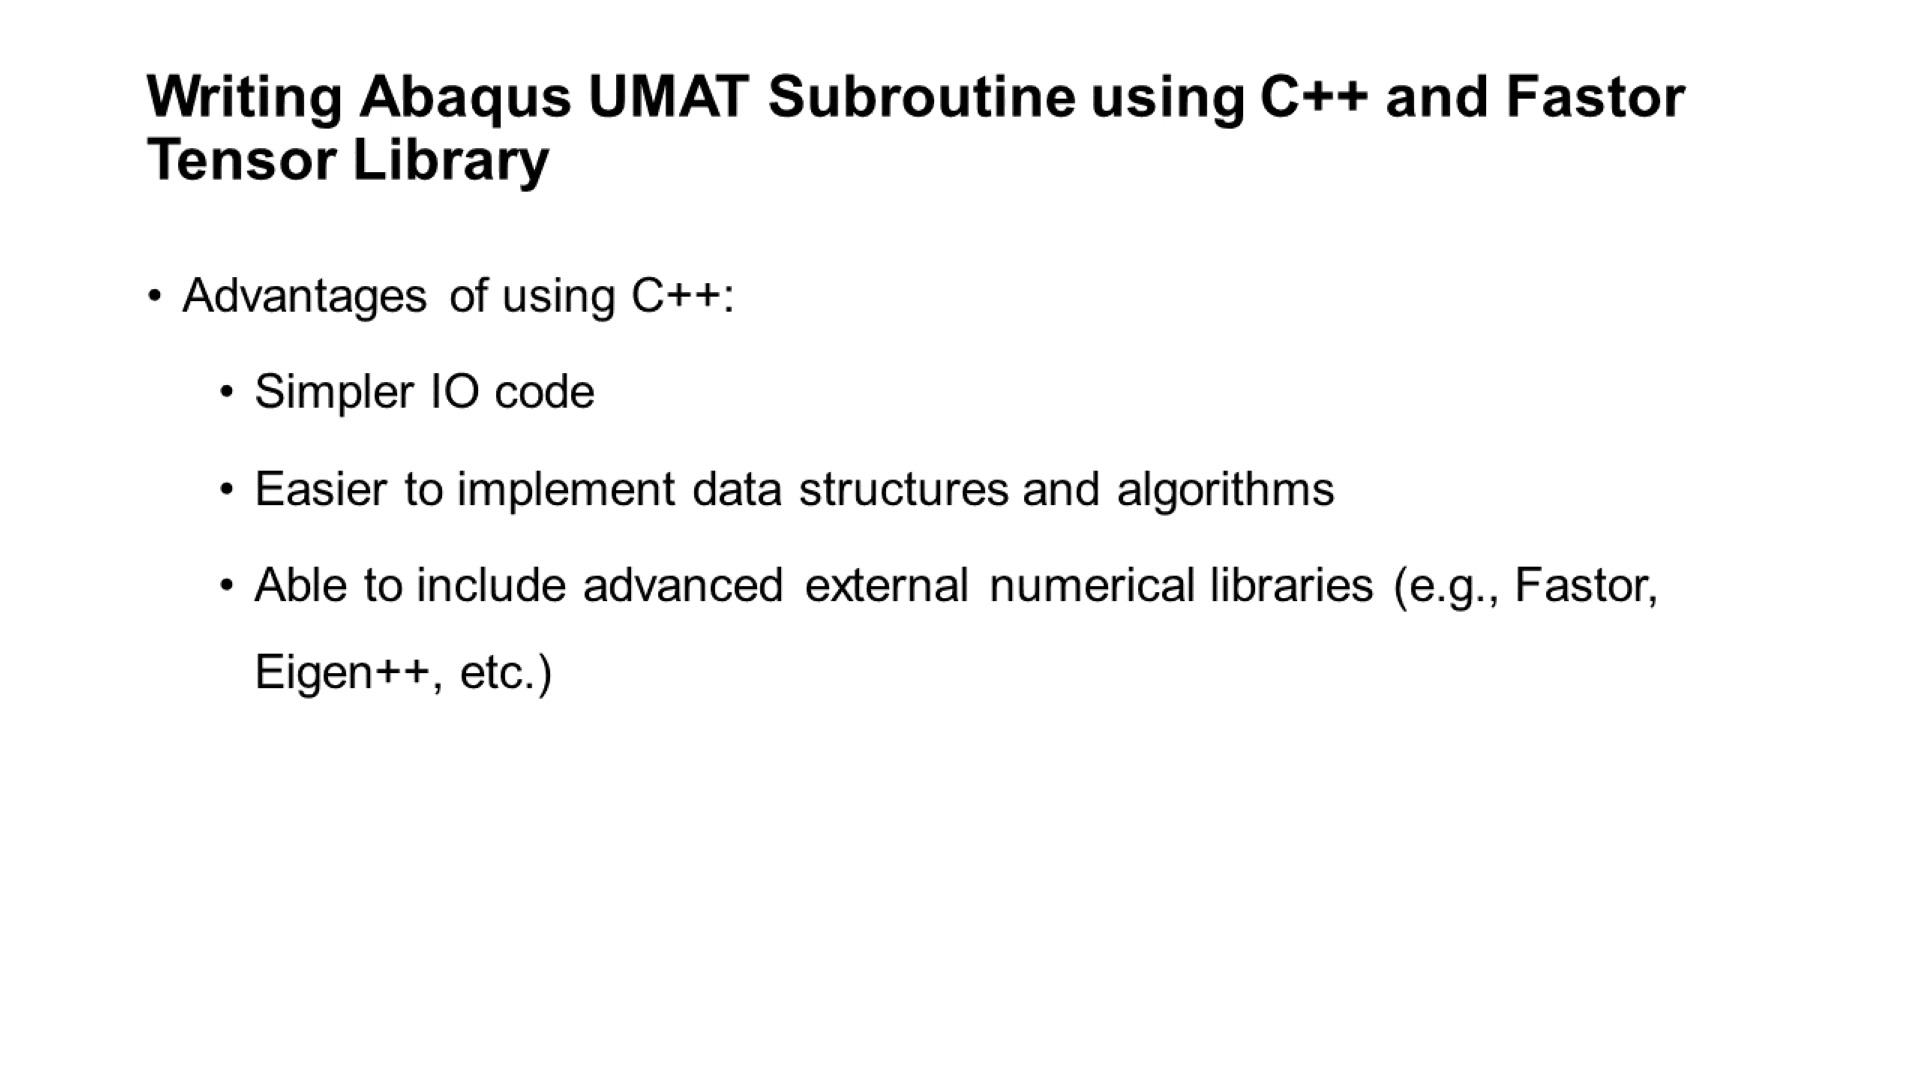 Writing Abaqus UMAT Subroutine using C++ and Fastor
Tensor Library
• Advantages of using C++:
• Simpler IO code
• Easier to implement data structures and algorithms
• Able to include advanced external numerical libraries (e.g., Fastor,
Eigen++, etc.)